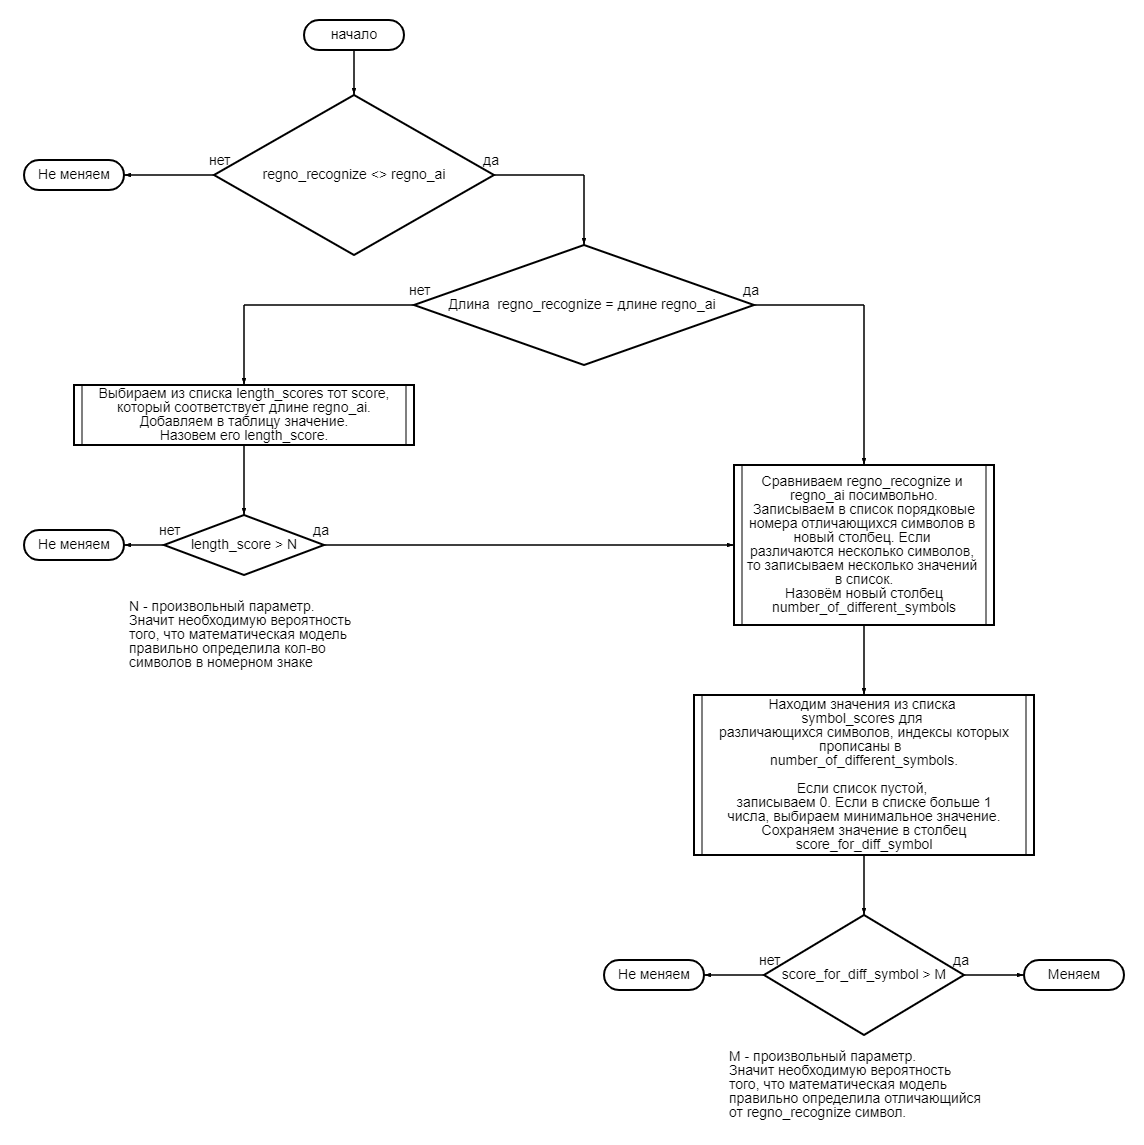 начало
нет
да
Не меняем
regno_recognize <> regno_ai
нет
да
Длина regno_recognize = длине regno_ai
Выбираем из списка length_scores тот score,
который соответствует длине regno_ai.
Добавляем в таблицу значение.
Назовем его length_score.
нет
да
Не меняем
length_score > N
N - произвольный параметр.
Значит необходимую вероятность
того, что математическая модель
правильно определила кол-во
символов в номерном знаке
Сравниваем regno_recognize и
regno_ai посимвольно.
Записываем в список порядковые
номера отличающихся символов в
новый столбец. Если
различаются несколько символов,
то записываем несколько значений
в список.
Назовём новый столбец
number_of_different_symbols
Находим значения из списка
symbol_scores для
различающихся символов, индексы которых
прописаны в
number_of_different_symbols.
Если список пустой,
записываем 0. Если в списке больше 1
числа, выбираем минимальное значение.
Сохраняем значение в столбец
score_for_diff_symbol
нет
да
Не меняем
score_for_diff_symbol > M
Меняем
M - произвольный параметр.
Значит необходимую вероятность
того, что математическая модель
правильно определила отличающийся
от regno_recognize символ.